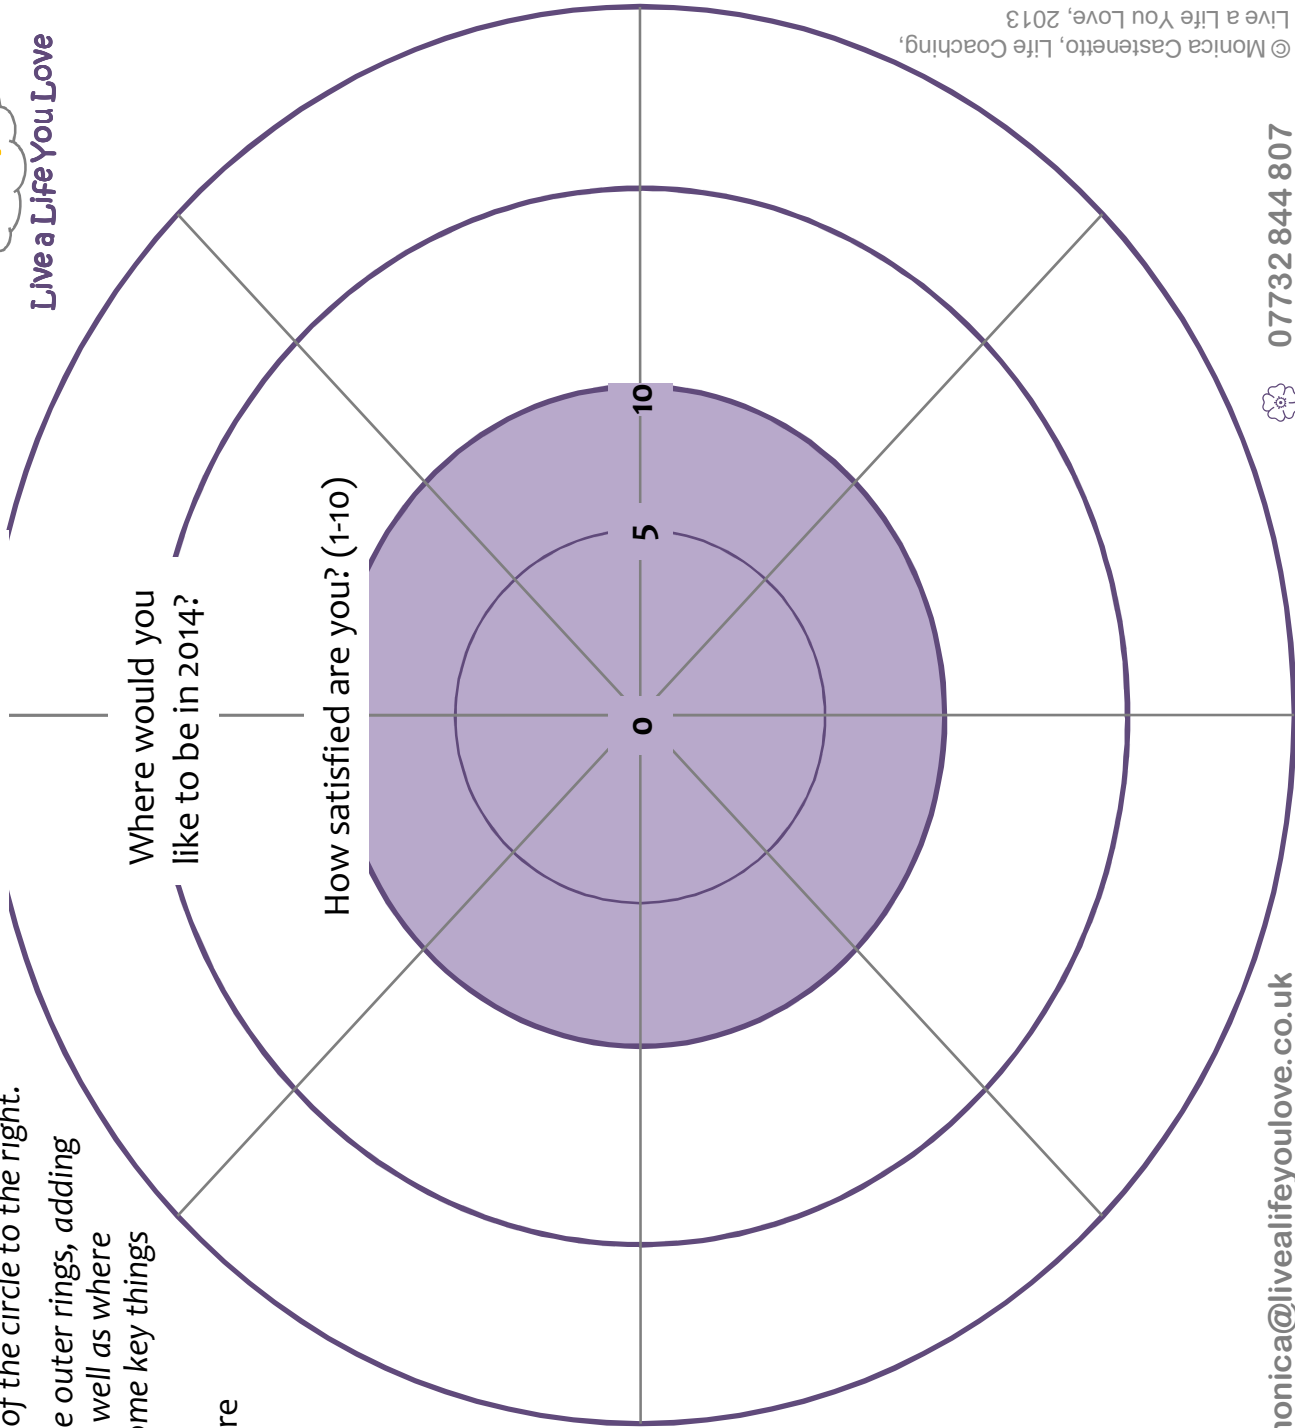 Live a Life You Love
of the circle to the right.
outer rings, adding
well as where
key things
Where would you
like to be in 2014?
How satisfied are you? (1-10)
10
5
0
© Monica Castenetto, Life Coaching,
Live a Life You Love, 2013
07732 844 807
monica@livealifeyoulove.co.uk